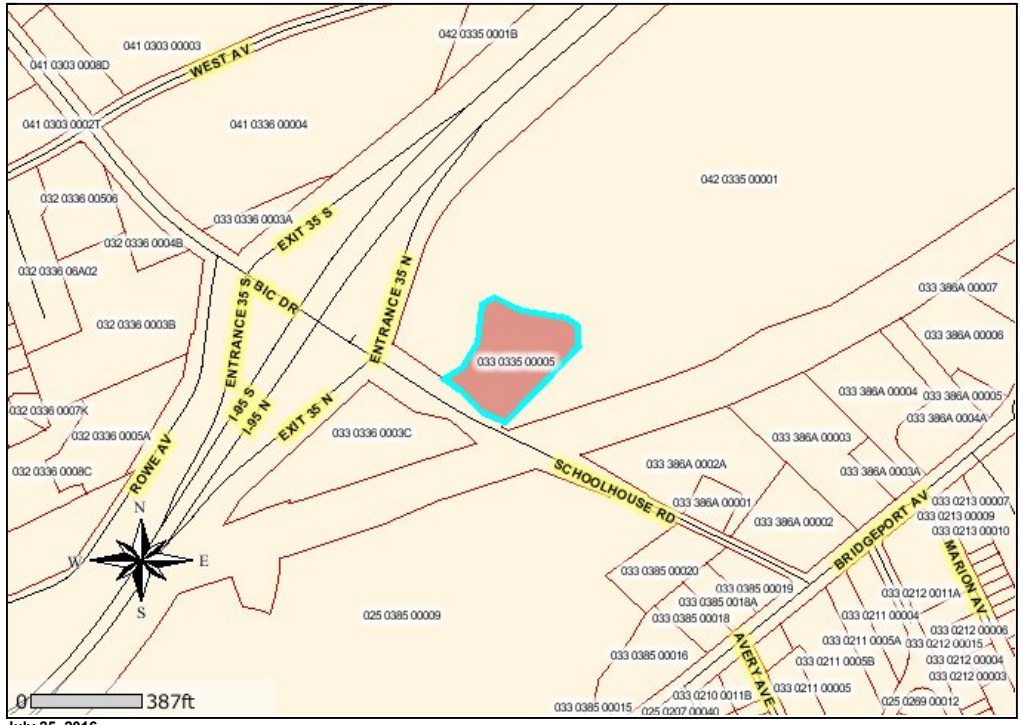 042 0335 0001B
041 0303 00003
WEST AV
041 0303 0008D
041 0303 0002T
041 0336 00004
042 0335 00001
032 0336 00506
033 0336 0003A
EXIT 35 S
032 0336 0004B
032 0336 06A02
ENTRANCE 35 S
BIC DR
ENTRANCE 35 N
033 386A 00007
032 0336 0003B
033 386A 00006
033 0335 00005
033 386A 00004
033 386A 00005
032 0336 0007K
I-95 S
I-95 N
EXIT 35 N
033 386A 0004A
032 0336 0005A
033 0336 0003C
033 386A 00003
032 0336 0008C
ROWE AV
SCHOOLHOUSE RD
033 386A 0002A
033 386A 0003A
033 386A 00001
033 386A 00002
BRIDGEPORT AV
033 0213 00007
033 0213 00009
033 0213 00010
N
W
E
S
MARION AV
033 0385 00020
033 0385 00019
033 0385 0018A
033 0385 00018
033 0212 0011A
033 0211 00004
025 0385 00009
033 0212 00006
033 0211 0005A
033 0212 00015
033 0385 00016
AVERY AVE
033 0211 0005B
033 0212 00004
033 0212 00003
033 0211 00005
033 0210 0011B
025 0269 00012
033 0385 00015
025 0207 00040
0
387ft
July 25, 2016